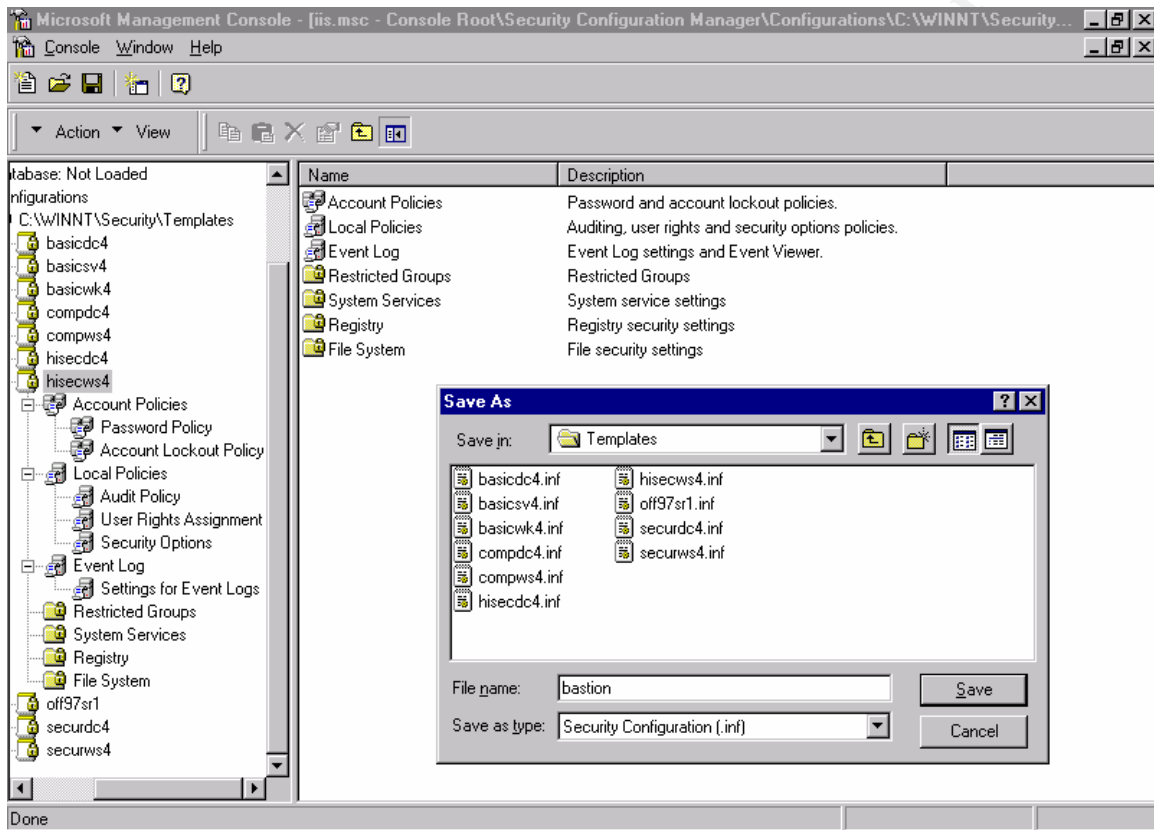 Microsoft Management Console - [iis.msc - Console Root\Security Configuration Manager\Configurations\C:\WINNT\Security...
Console Window Help
Action View
tabase: Not Loaded
nfigurations
C:\WINNT\Security\Templates
basicdc4
basicsv4
basicwk4
compdc4
compws4
hisecdc4
hisecws4
Account Policies
Password Policy
Account Lockout Policy
Local Policies
Audit Policy
User Rights Assignment
Security Options
Event Log
Settings for Event Logs
Restricted Groups
System Services
Registry
File System
off97sr1
securdc4
securws4
Name Description
Account Policies Password and account lockout policies.
Local Policies Auditing, user rights and security options policies.
Event Log Event Log settings and Event Viewer.
Restricted Groups Restricted Groups
System Services System service settings
Registry Registry security settings
File System File security settings
Save As
Save in: Templates
basicdc4.inf hisecws4.inf
basicsv4.inf off97sr1.inf
basicwk4.inf securdc4.inf
compdc4.inf securws4.inf
compws4.inf
hisecdc4.inf
File name: bastion Save
Save as type: Security Configuration (.inf) Cancel
Done